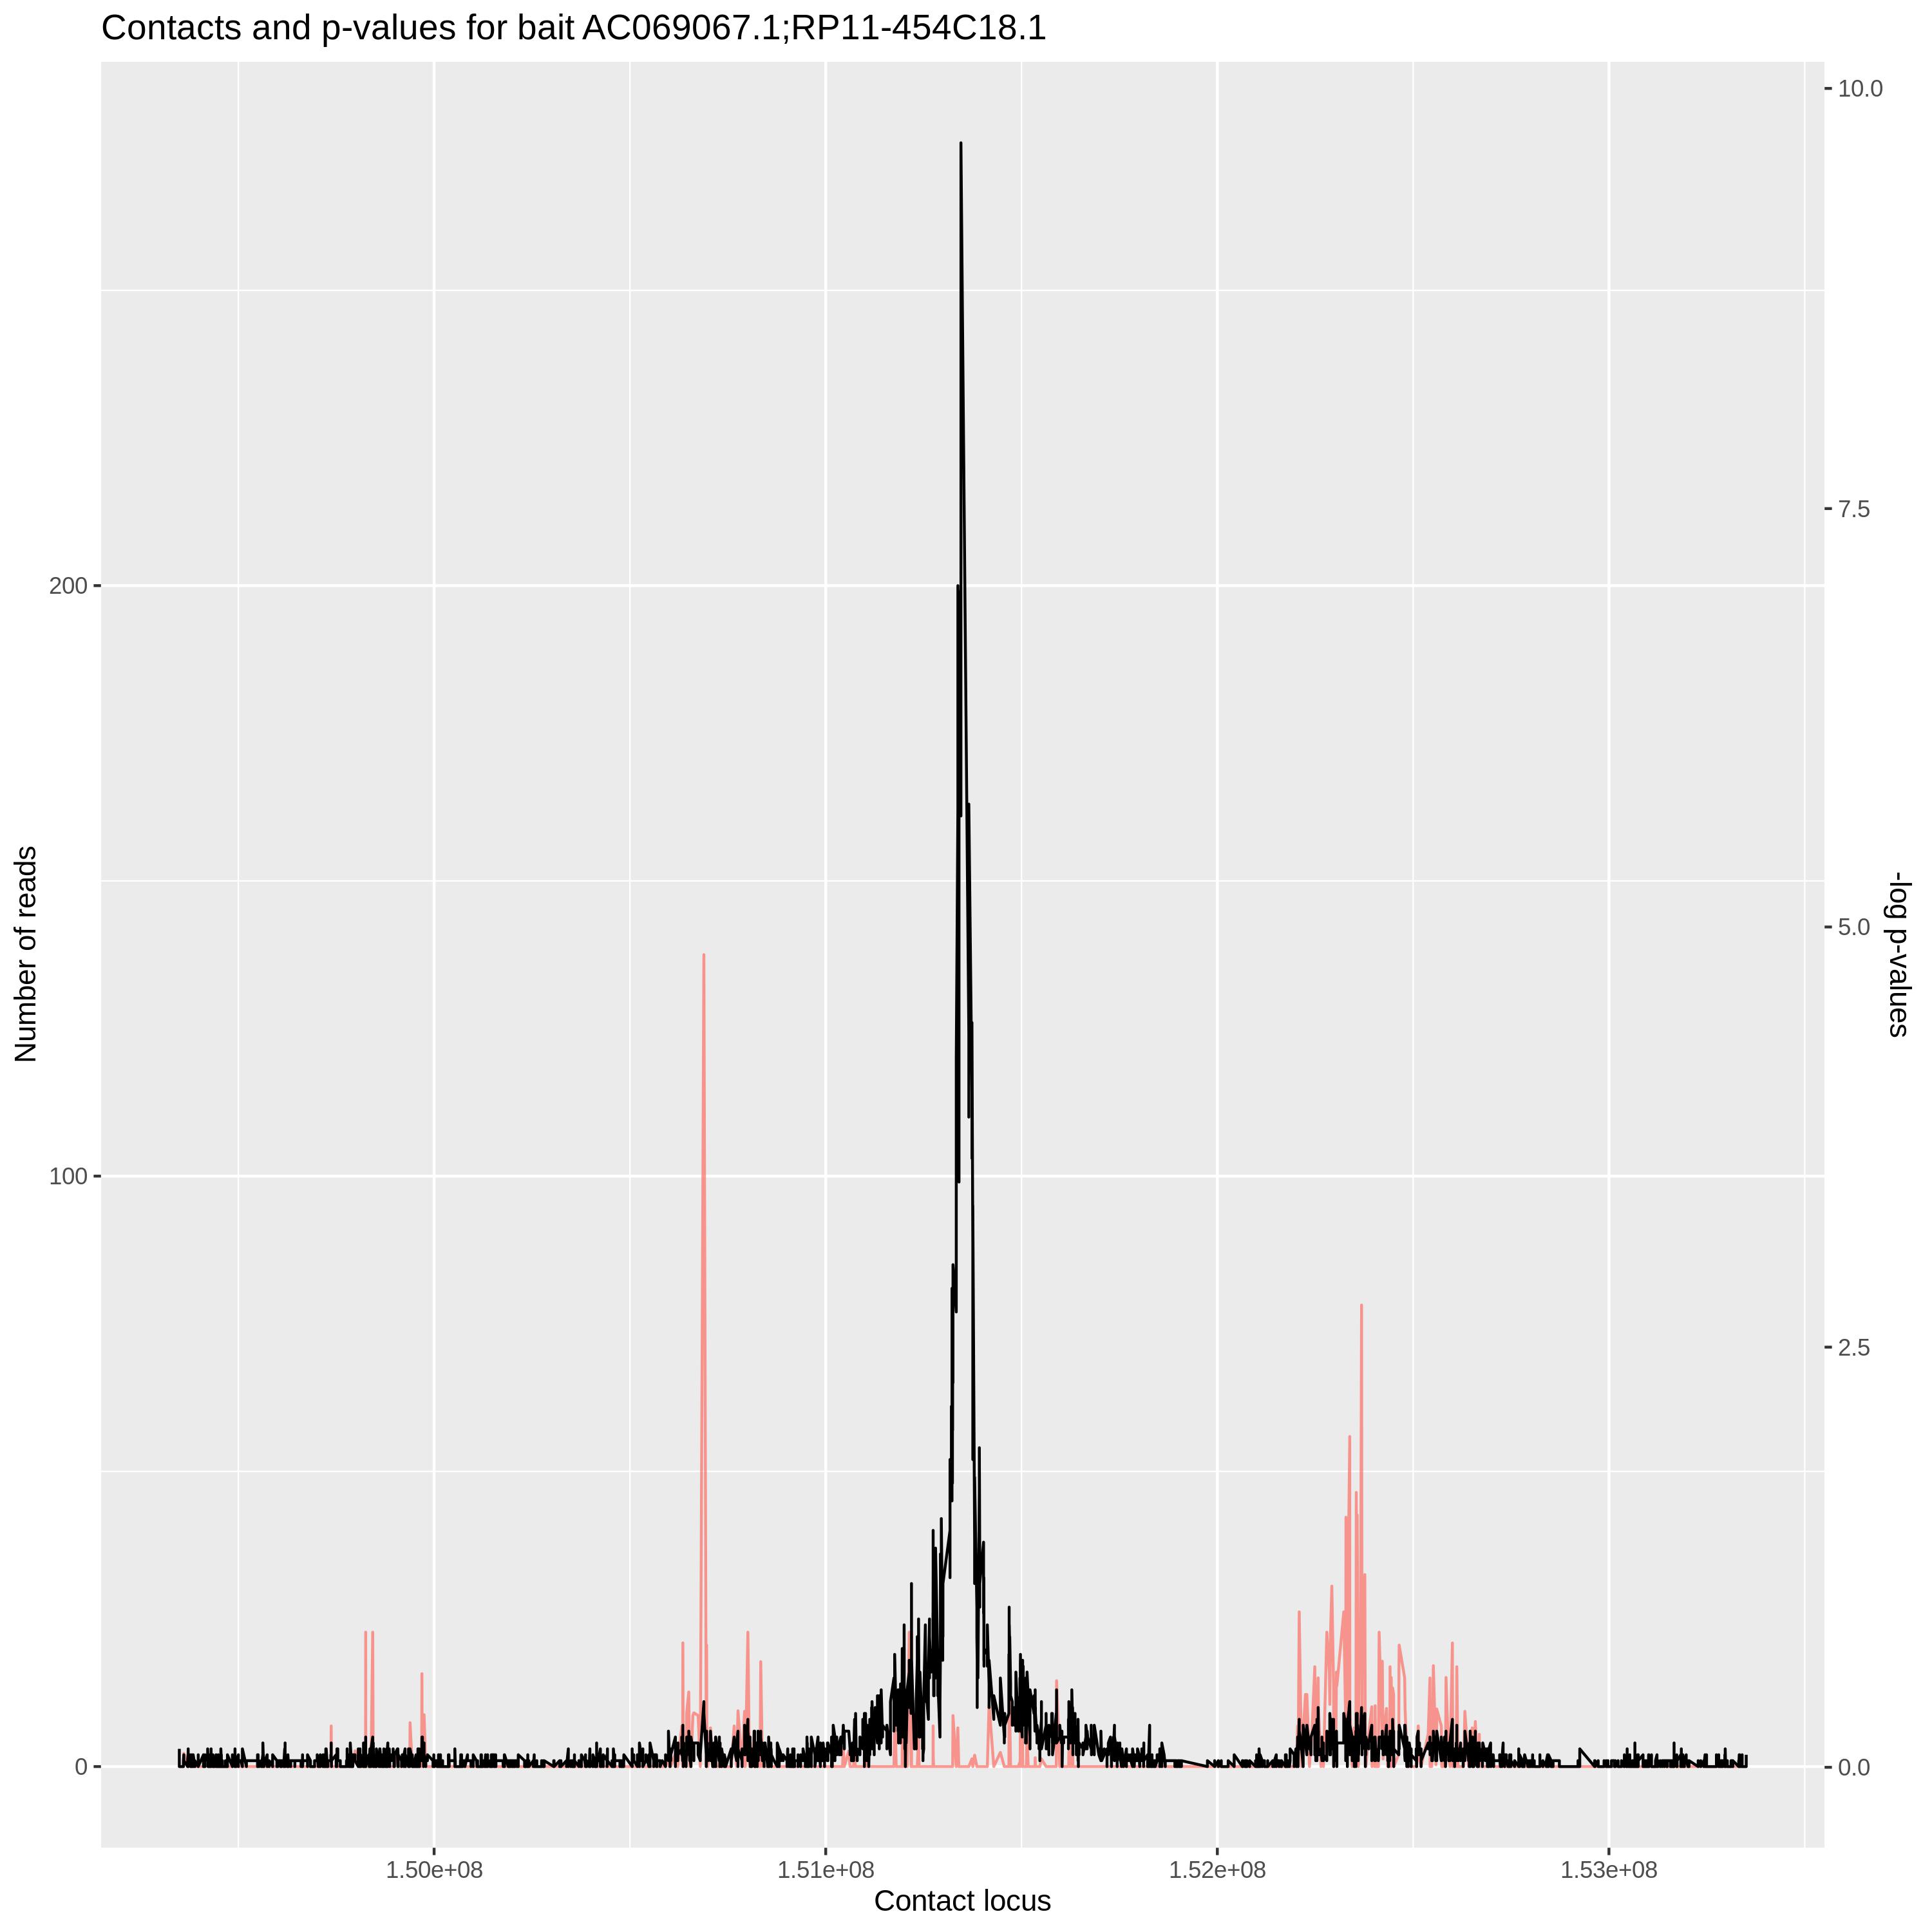 Contacts and p-values for bait AC069067.1;RP11-454C18.1
10.0
7.5
200
5.0
Number of reads
-log p-values
100
2.5
0
0.0
1.50e+08
1.51e+08
1.52e+08
1.53e+08
Contact locus